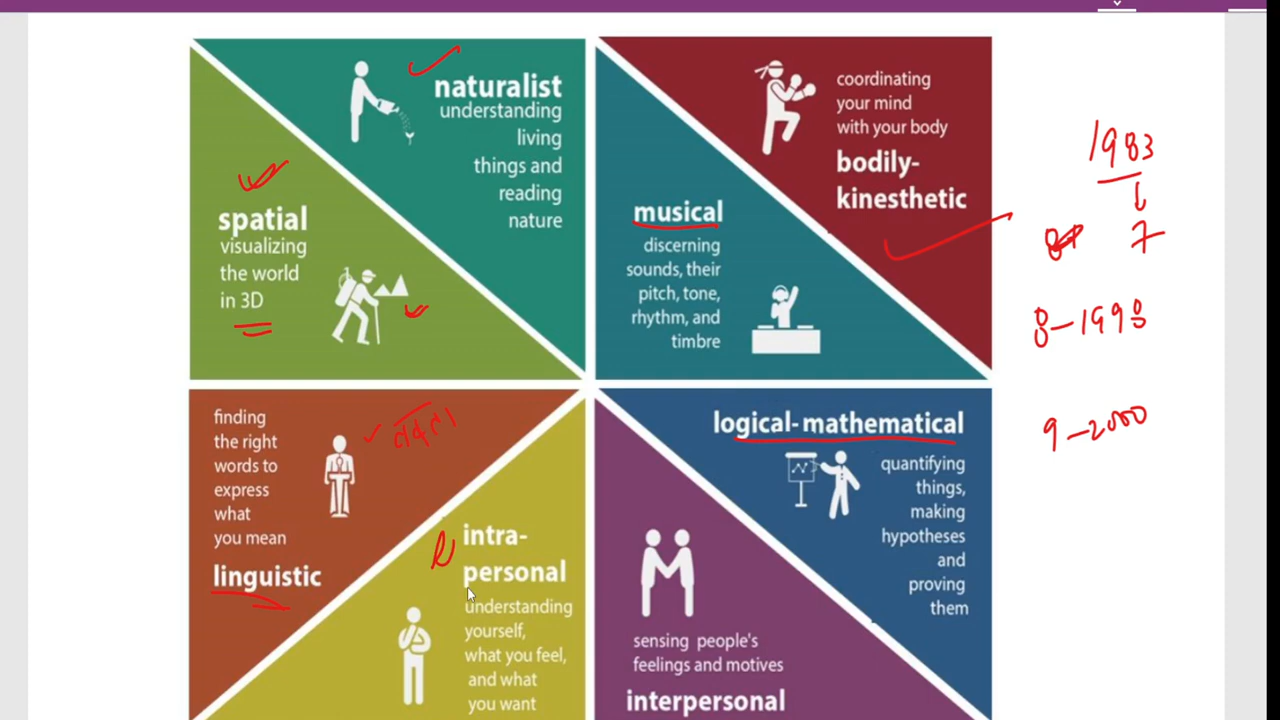 naturalist
understanding
living
things and
reading
nature
spatial
visualizing
the world
in 3D
coordinating
your mind
with your body
bodily-
kinesthetic
musical
discerning
sounds, their
pitch, tone,
rhythm, and
timbre
finding
the right
words to
express
what
you mean
linguistic
intra-
personal
understanding
yourself,
what you feel,
and what
you want
logical-mathematical
quantifying
things,
making
hypotheses
and
proving
them
sensing people's
feelings and motives
interpersonal
1983
7
8-1998
9-2000